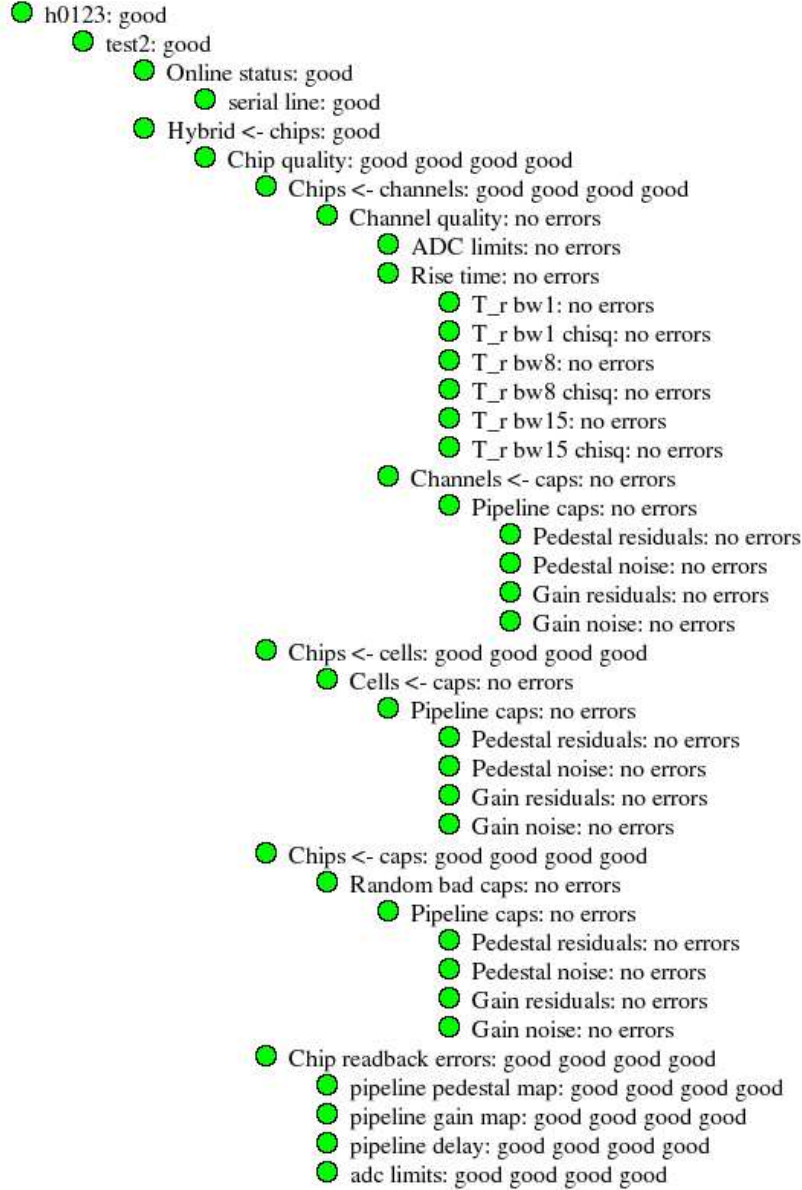 h0123: good
test2: good
Online status: good
serial line: good
Hybrid <- chips: good
Chip quality: good good good good
Chips <- channels: good good good good
Channel quality: no errors
ADC limits: no errors
Rise time: no errors
T_r bw1: no errors
T_r bw1 chisq: no errors
T_r bw8: no errors
T_r bw8 chisq: no errors
T_r bw15: no errors
T_r bw15 chisq: no errors
Channels <- caps: no errors
Pipeline caps: no errors
Pedestal residuals: no errors
Pedestal noise: no errors
Gain residuals: no errors
Gain noise: no errors
Chips <- cells: good good good good
Cells <- caps: no errors
Pipeline caps: no errors
Pedestal residuals: no errors
Pedestal noise: no errors
Gain residuals: no errors
Gain noise: no errors
Chips <- caps: good good good good
Random bad caps: no errors
Pipeline caps: no errors
Pedestal residuals: no errors
Pedestal noise: no errors
Gain residuals: no errors
Gain noise: no errors
Chip readback errors: good good good good
pipeline pedestal map: good good good good
pipeline gain map: good good good good
pipeline delay: good good good good
adc limits: good good good good